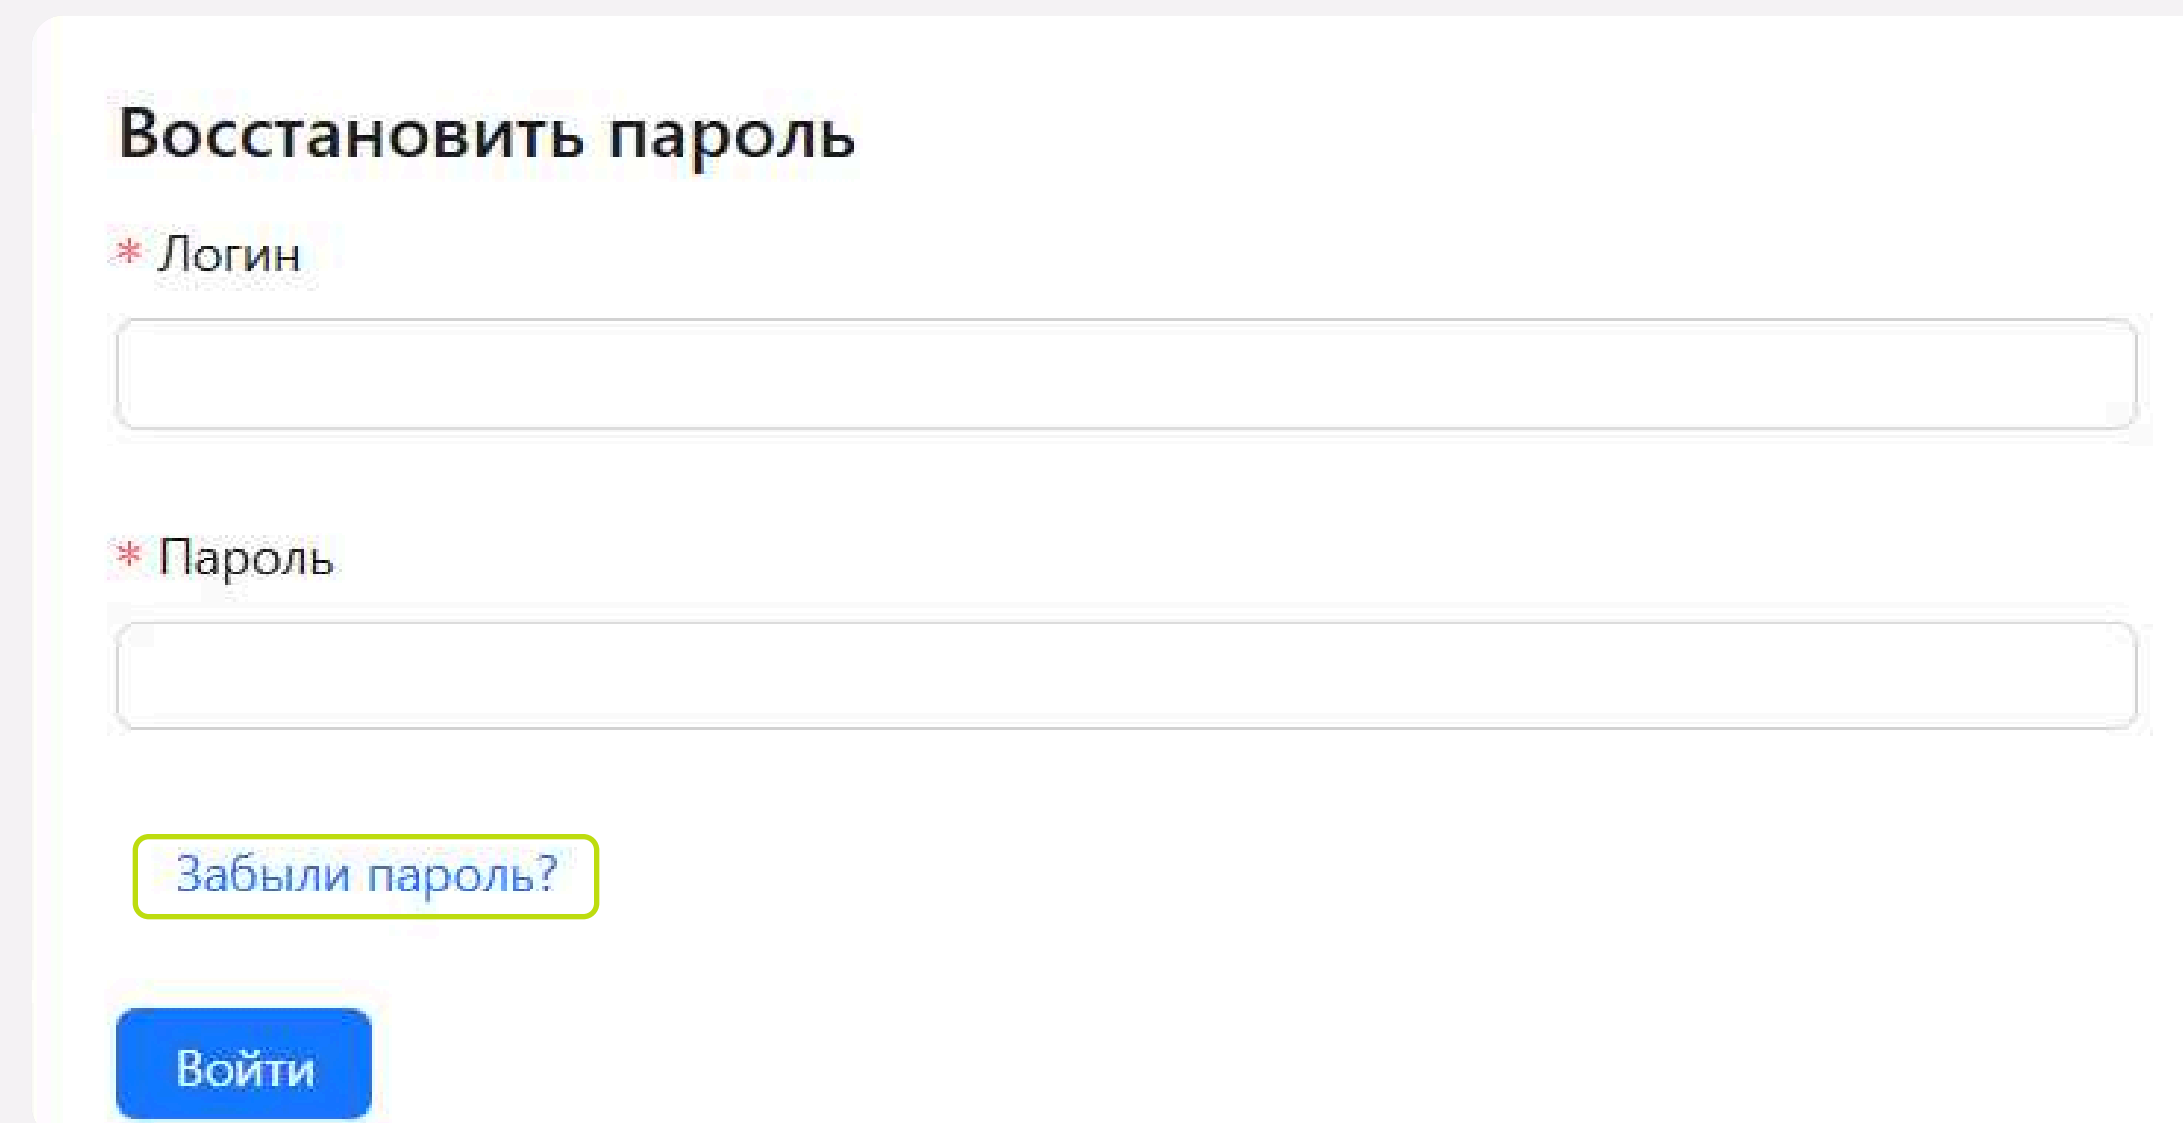 Восстановить пароль
* Логин
* Пароль
Забыли пароль?
Войти